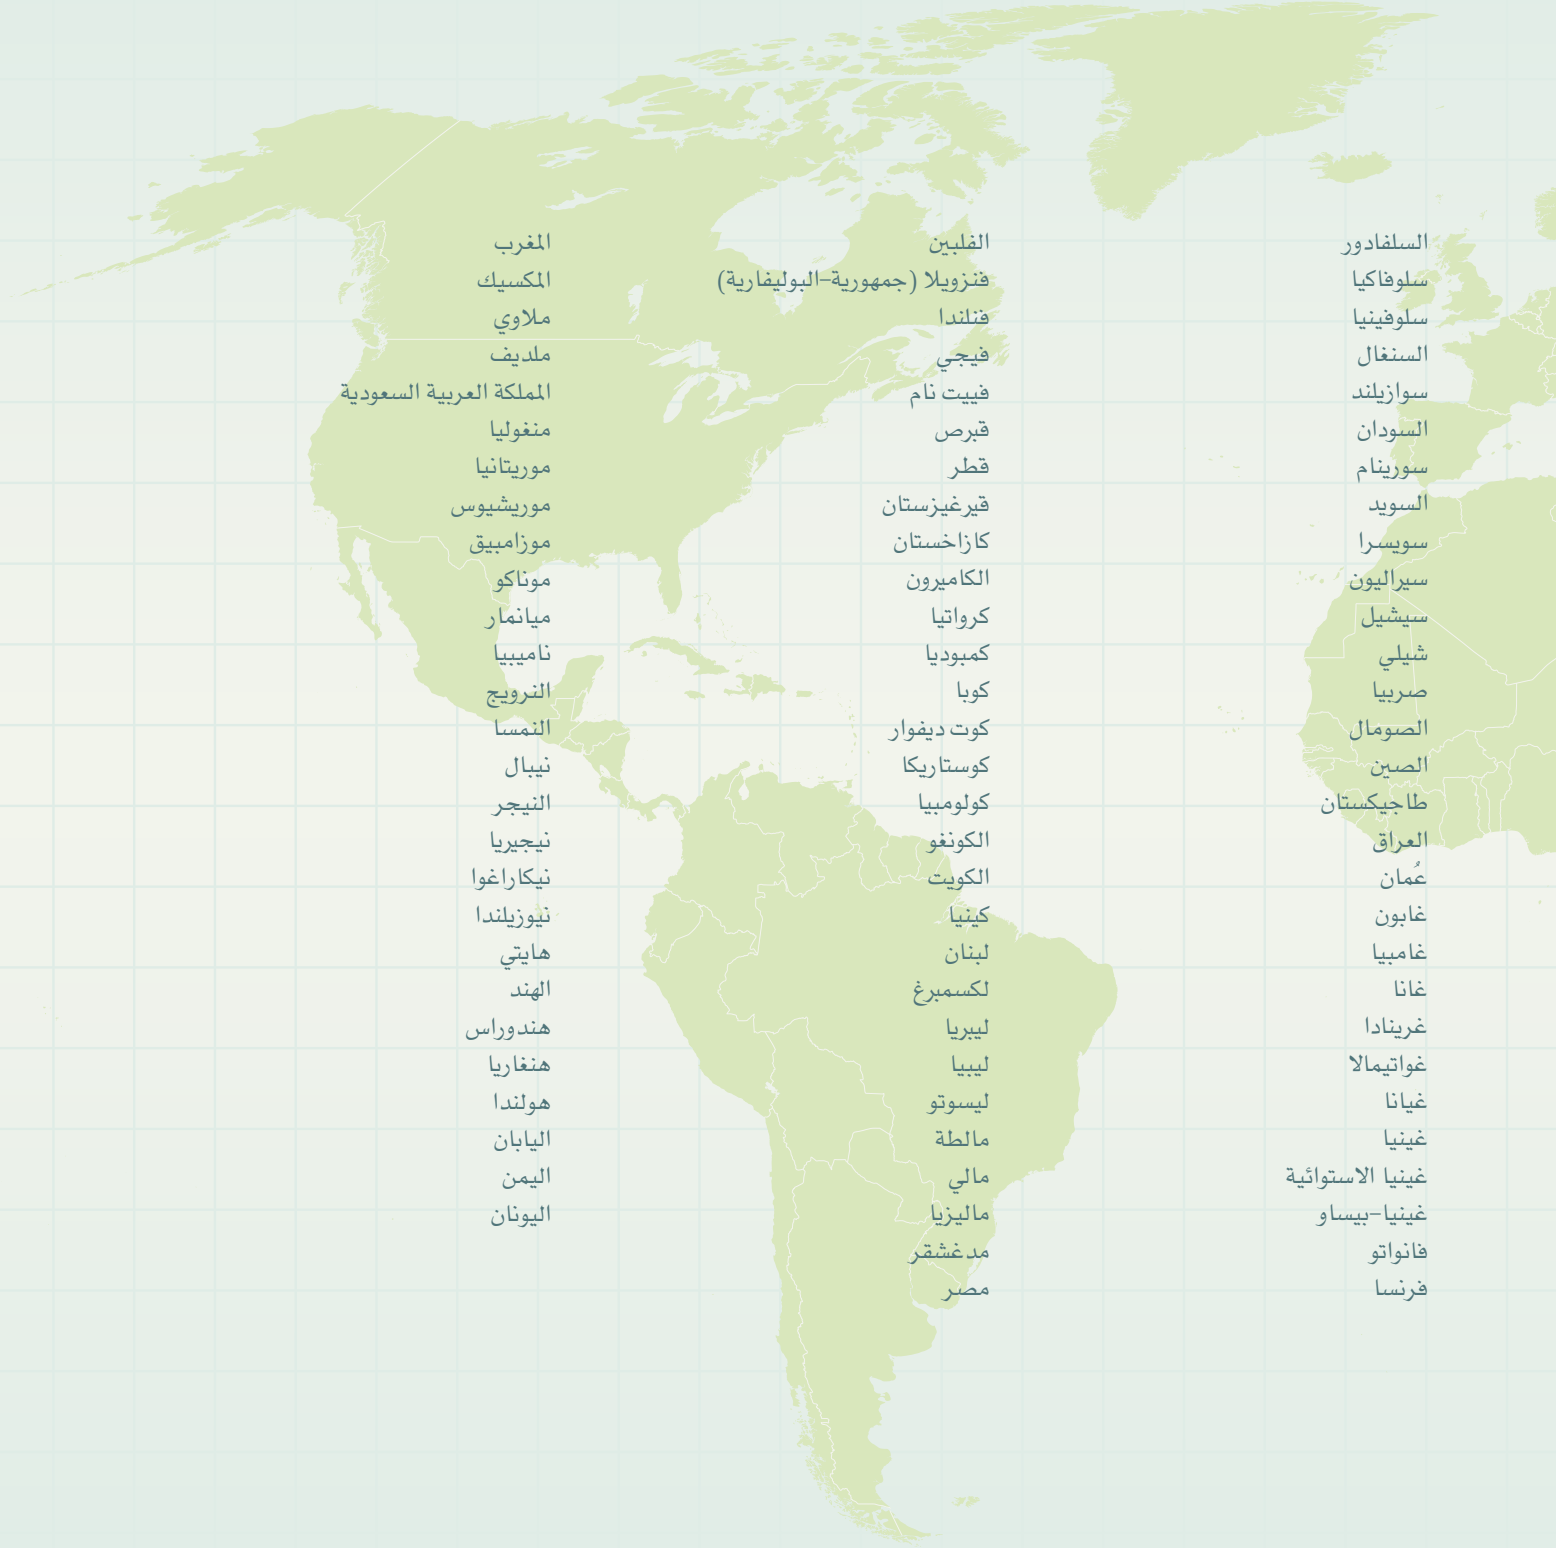 السلفادور
سلوفاكيا
سلوفينيا
السنغال
سوازيلند
السودان
سورينام
السويد
سويسرا
سيراليون
سيشيل
شيلي
صربيا
الصومال
الصين
طاجيكستان
العراق
عُمان
غابون
غامبيا
غانا
غرينادا
غواتيمالا
غيانا
غينيا
غينيا الاستوائية
غينيا-بيساو
فانواتو
فرنسا
الفلبين
فنزويلا (جمهورية-البوليفارية)
فنلندا
فيجي
فييت نام
قبرص
قطر
قيرغيزستان
كازاخستان
الكاميرون
كرواتيا
كمبوديا
كوبا
كوت ديفوار
كوستاريكا
كولومبيا
الكونغو
الكويت
كينيا
لبنان
لكسمبرغ
ليبريا
ليبيا
ليسوتو
مالطة
مالي
ماليزيا
مدغشقر
مصر
المغرب
المكسيك
ملاوي
ملديف
المملكة العربية السعودية
منغوليا
موريتانيا
موريشيوس
موزامبيق
موناكو
ميانمار
ناميبيا
النرويج
النمسا
نيبال
النيجر
نيجيريا
نيكاراغوا
نيوزيلندا
هايتي
الهند
هندوراس
هنغاريا
هولندا
اليابان
اليمن
اليونان